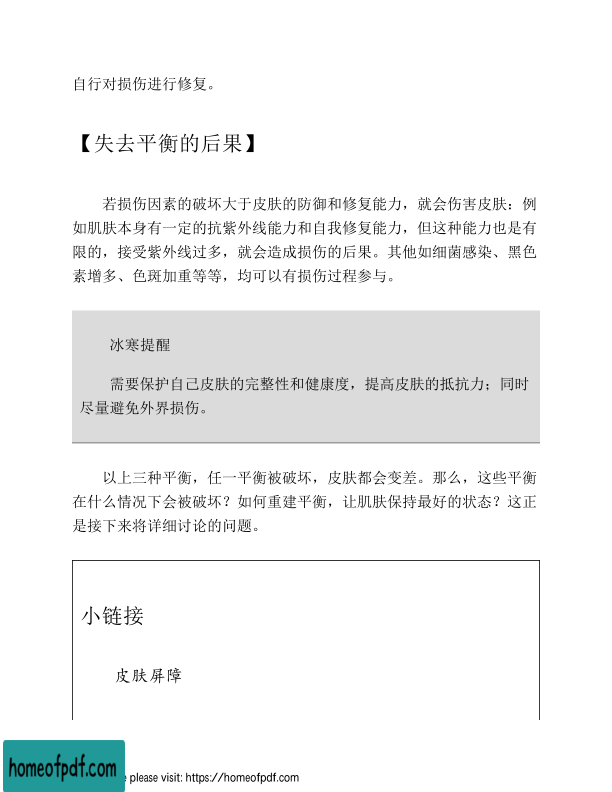 自行对损伤进行修复。
【失去平衡的后果】
若损伤因素的破坏大于皮肤的防御和修复能力，就会伤害皮肤：例
如肌肤本身有一定的抗紫外线能力和自我修复能力，但这种能力也是有
限的，接受紫外线过多，就会造成损伤的后果。其他如细菌感染、黑色
素增多、色斑加重等等，均可以有损伤过程参与。
冰寒提醒
需要保护自己皮肤的完整性和健康度，提高皮肤的抵抗力；同时
尽量避免外界损伤。
以上三种平衡，任一平衡被破坏，皮肤都会变差。那么，这些平衡
在什么情况下会被破坏？如何重建平衡，让肌肤保持最好的状态？这正
是接下来将详细讨论的问题。
小链接
皮肤屏障
homeofpdf.com
e please visit: https://homeofpdf.com